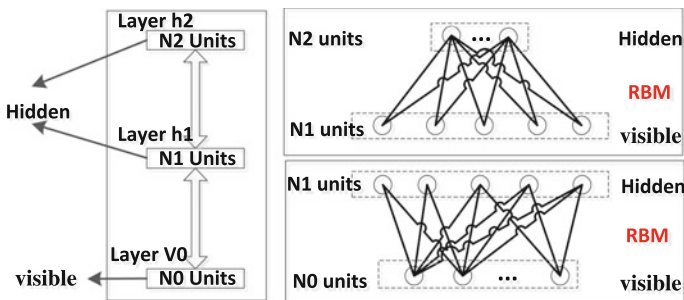 Layer h2
N2 Units
Hidden
Layer h1
N1 Units
Layer V0
visible
N0 Units
N2 units
...
Hidden
RBM
N1 units
visible
N1 units
Hidden
RBM
N0 units
...
visible